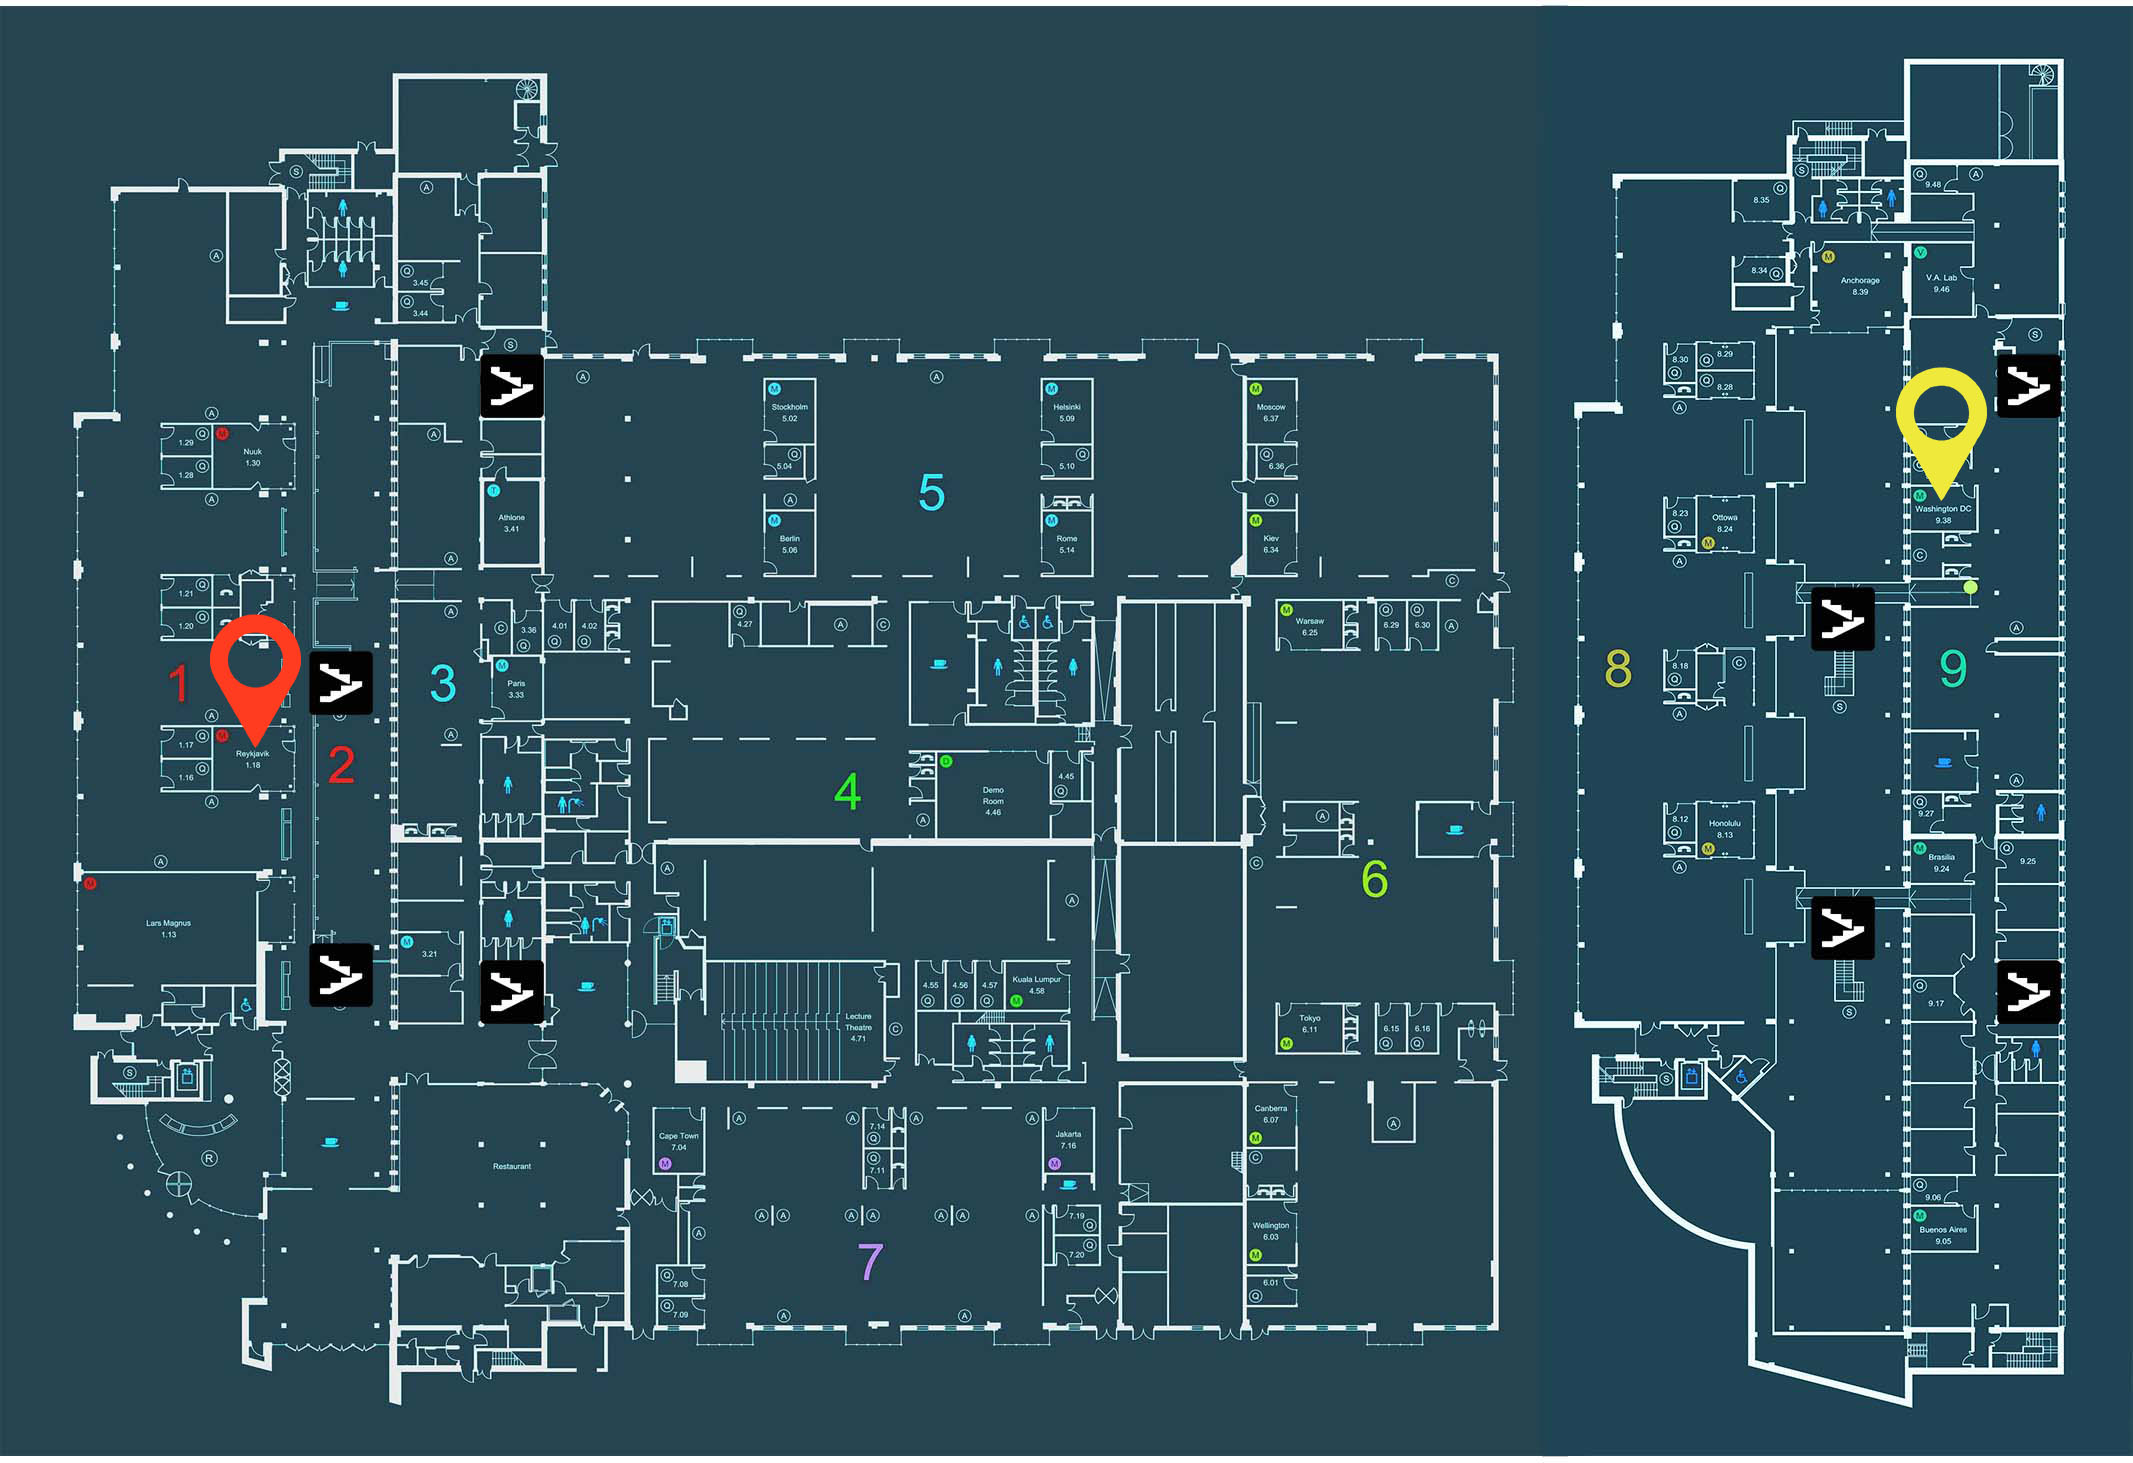 S
A
A
Q
3.45
Q
3.44
S
A
A
A
A
1.29
Q
M
Nuuk
1.30
1.28
Q
A
A
T
Athlone
3.41
A
M
Stockholm
5.02
Q
5.04
A
M
Berlin
5.06
5
M
Helsinki
5.09
Q
5.10
M
Rome
5.14
M
Moscow
6.37
Q
6.36
A
M
Kiev
6.34
C
1.21
Q
1.20
Q
1
A
1.17
Q
M
Reykjavik
1.18
1.16
Q
A
2
A
3
A
C
3.36
Q
4.01
Q
4.02
Q
M
Paris
3.33
Q
4.27
A
C
4
D
Demo
Room
4.46
4.45
Q
A
M
Warsaw
6.25
6.29
Q
6.30
Q
A
A
C
6
A
M
Lars Magnus
1.13
M
3.21
A
A
Lecture
Theatre
4.71
C
4.55
Q
4.56
Q
4.57
Q
Kuala Lumpur
4.58
M
Tokyo
6.11
M
6.15
Q
6.16
Q
S
R
Restaurant
Cape Town
7.04
M
A
A
7.14
Q
Q
7.11
A
A
Jakarta
7.16
M
A
A
A
A
A
A
A
A
7
7.19
Q
Q
7.20
Q
7.08
Q
7.09
A
A
Canberra
6.07
M
C
Wellington
6.03
M
6.01
Q
A
S
Q
8.35
8.34
Q
M
Anchorage
8.39
Q
9.48
A
V
V.A. Lab
9.46
S
8.30
Q
Q
8.29
Q
8.28
A
M
Washington DC
9.38
C
8.23
Q
Ottowa
8.24
M
A
A
8
8.18
Q
C
A
S
9
A
Q
9.27
8.12
Q
Honolulu
8.13
M
A
M
Brasilia
9.24
Q
9.25
Q
9.17
S
S
Q
9.06
M
Buenos Aires
9.05